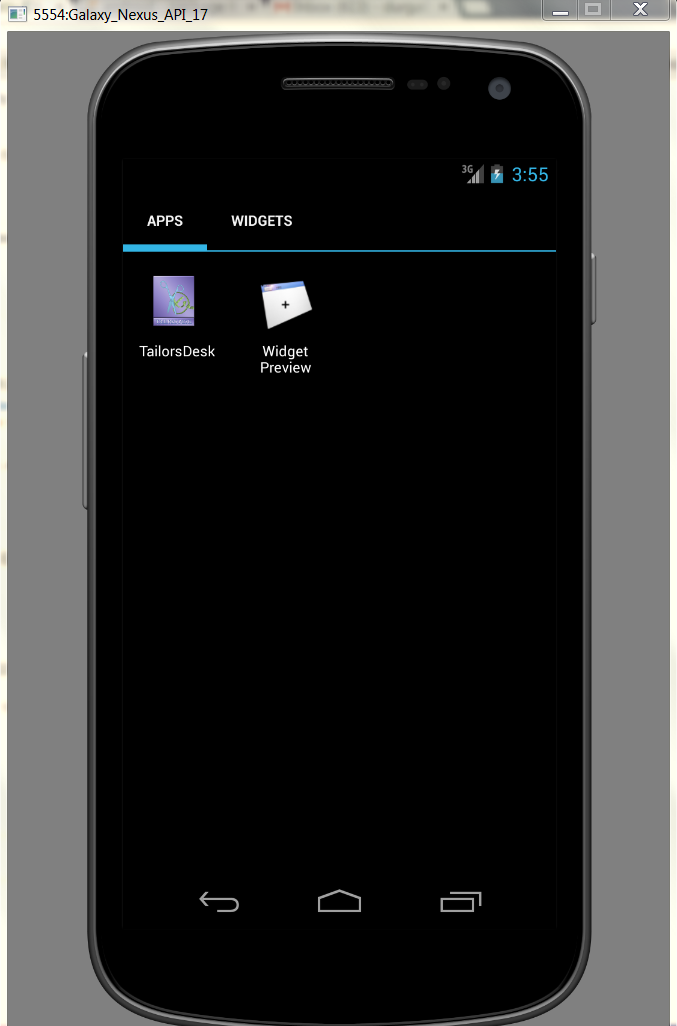 5554:Galaxy_Nexus_API_17
3G 3:55
APPS WIDGETS
TailorsDesk Widget
Preview